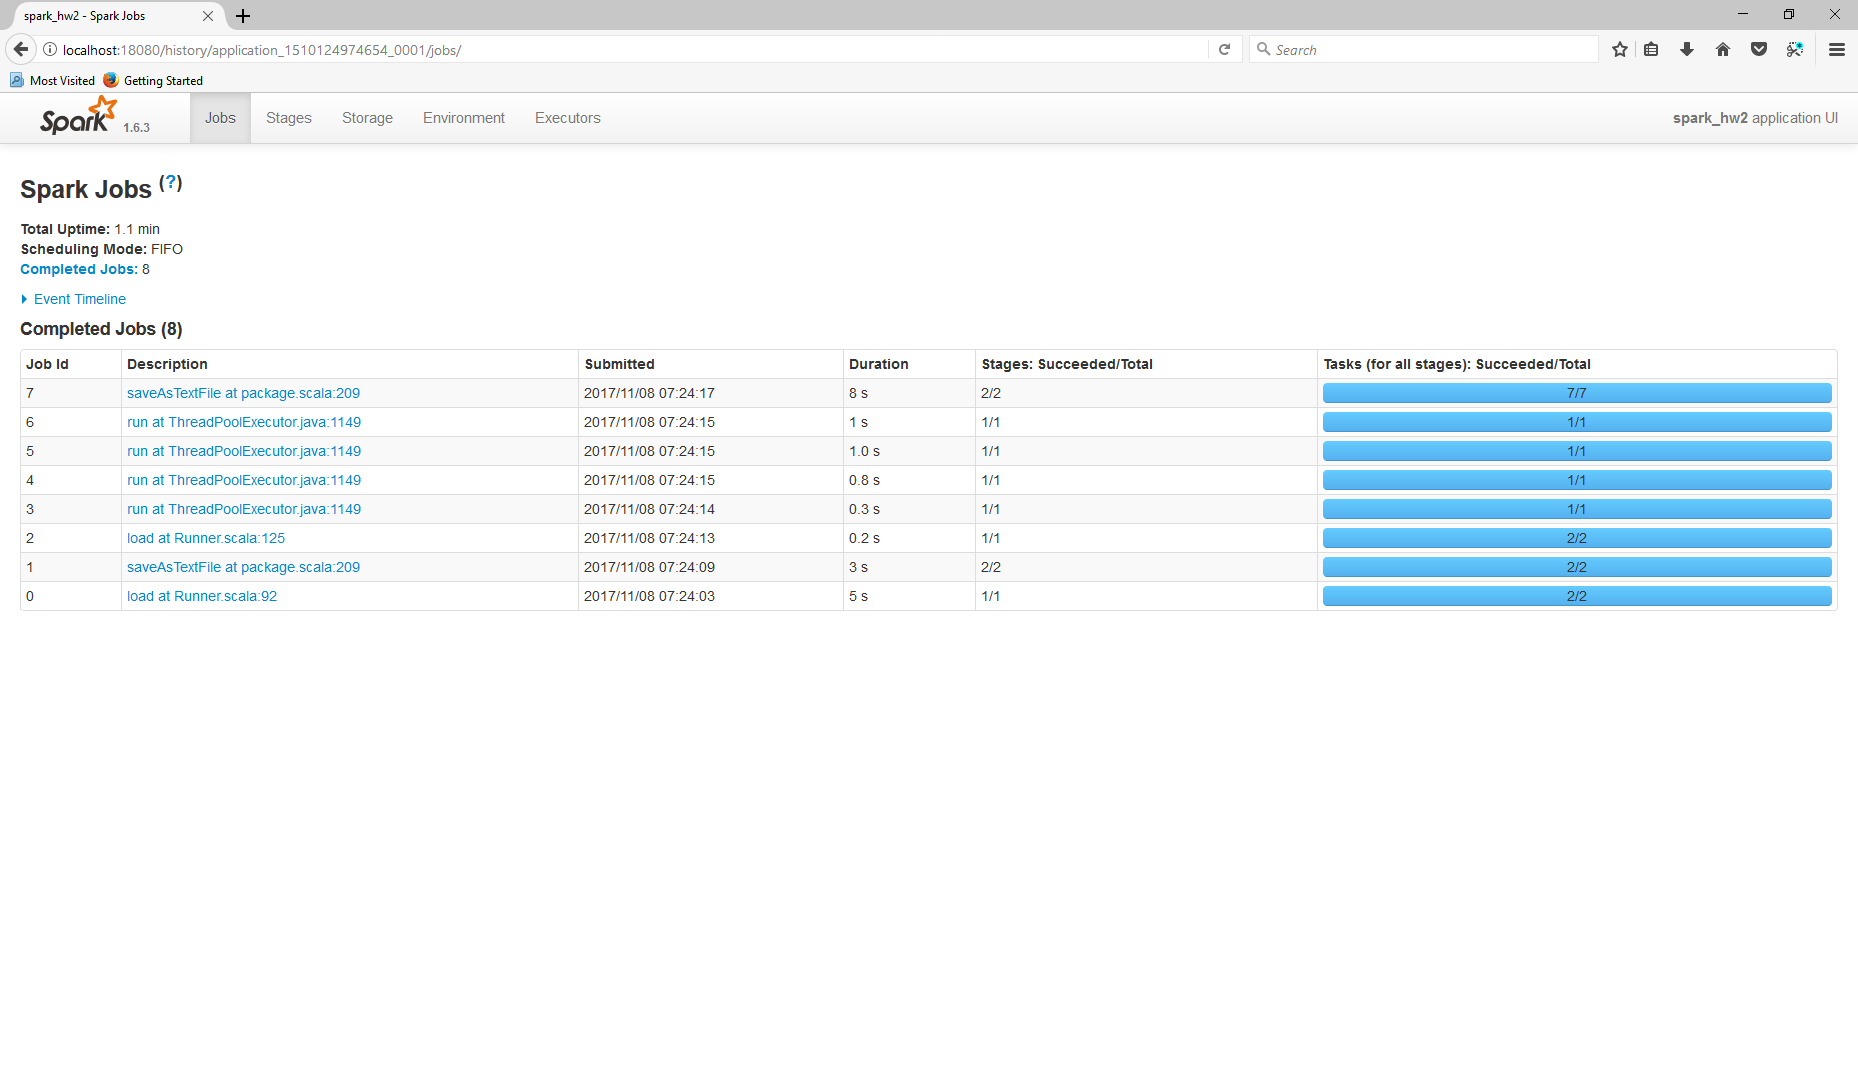 spark_hw2 - Spark Jobs
localhost:18080/history/application_1510124974654_0001/jobs/
Search
Most Visited Getting Started
Spark 1.6.3 Jobs Stages Storage Environment Executors spark_hw2 application UI
Spark Jobs (?)
Total Uptime: 1.1 min
Scheduling Mode: FIFO
Completed Jobs: 8
Event Timeline
Completed Jobs (8)
Job Id Description Submitted Duration Stages: Succeeded/Total Tasks (for all stages): Succeeded/Total
7 saveAsTextFile at package.scala:209 2017/11/08 07:24:17 8 s 2/2 7/7
6 run at ThreadPoolExecutor.java:1149 2017/11/08 07:24:15 1 s 1/1 1/1
5 run at ThreadPoolExecutor.java:1149 2017/11/08 07:24:15 1.0 s 1/1 1/1
4 run at ThreadPoolExecutor.java:1149 2017/11/08 07:24:15 0.8 s 1/1 1/1
3 run at ThreadPoolExecutor.java:1149 2017/11/08 07:24:14 0.3 s 1/1 1/1
2 load at Runner.scala:125 2017/11/08 07:24:13 0.2 s 1/1 2/2
1 saveAsTextFile at package.scala:209 2017/11/08 07:24:09 3 s 2/2 2/2
0 load at Runner.scala:92 2017/11/08 07:24:03 5 s 1/1 2/2